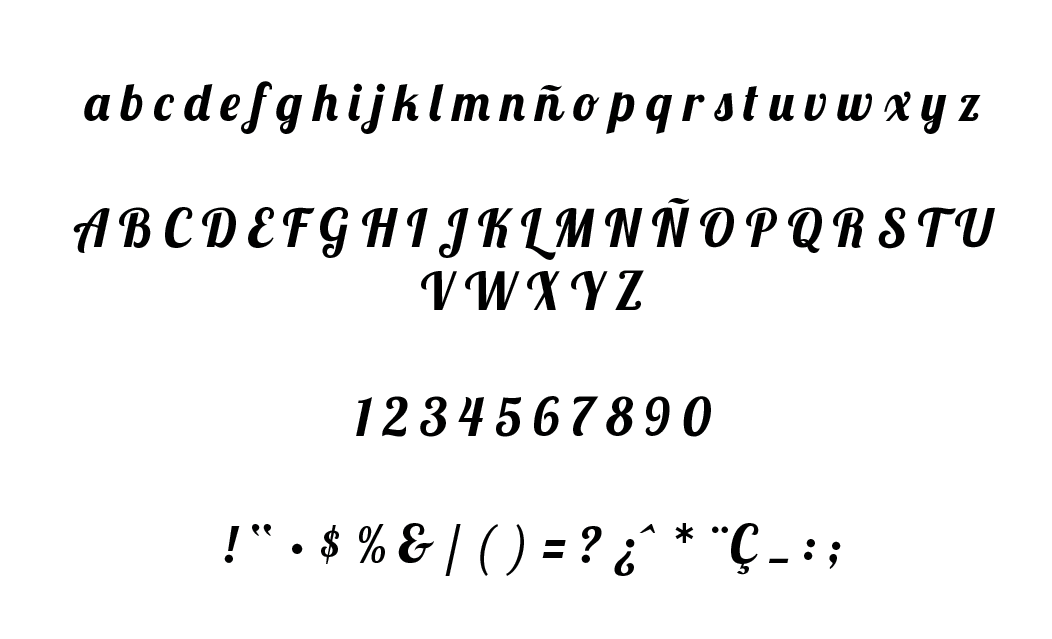 a b c d e f g h i j k l m n ñ o p q r s t u v w x y z
A B C D E F G H I J K L M N Ñ O P Q R S T U
V W X Y Z
1 2 3 4 5 6 7 8 9 0
! “ · $ % & / ( ) = ? ¿ ^ * ¨ Ç _ : ;